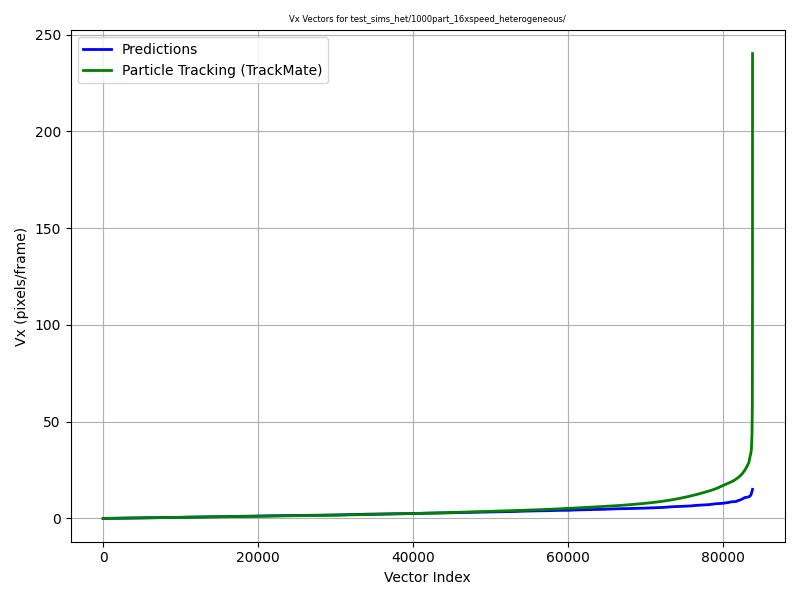 Vx Vectors for test_sims_het/1000part_16xspeed_heterogeneous/
Predictions
Particle Tracking (TrackMate)
250
200
150
100
50
0
Vx (pixels/frame)
0 20000 40000 60000 80000
Vector Index